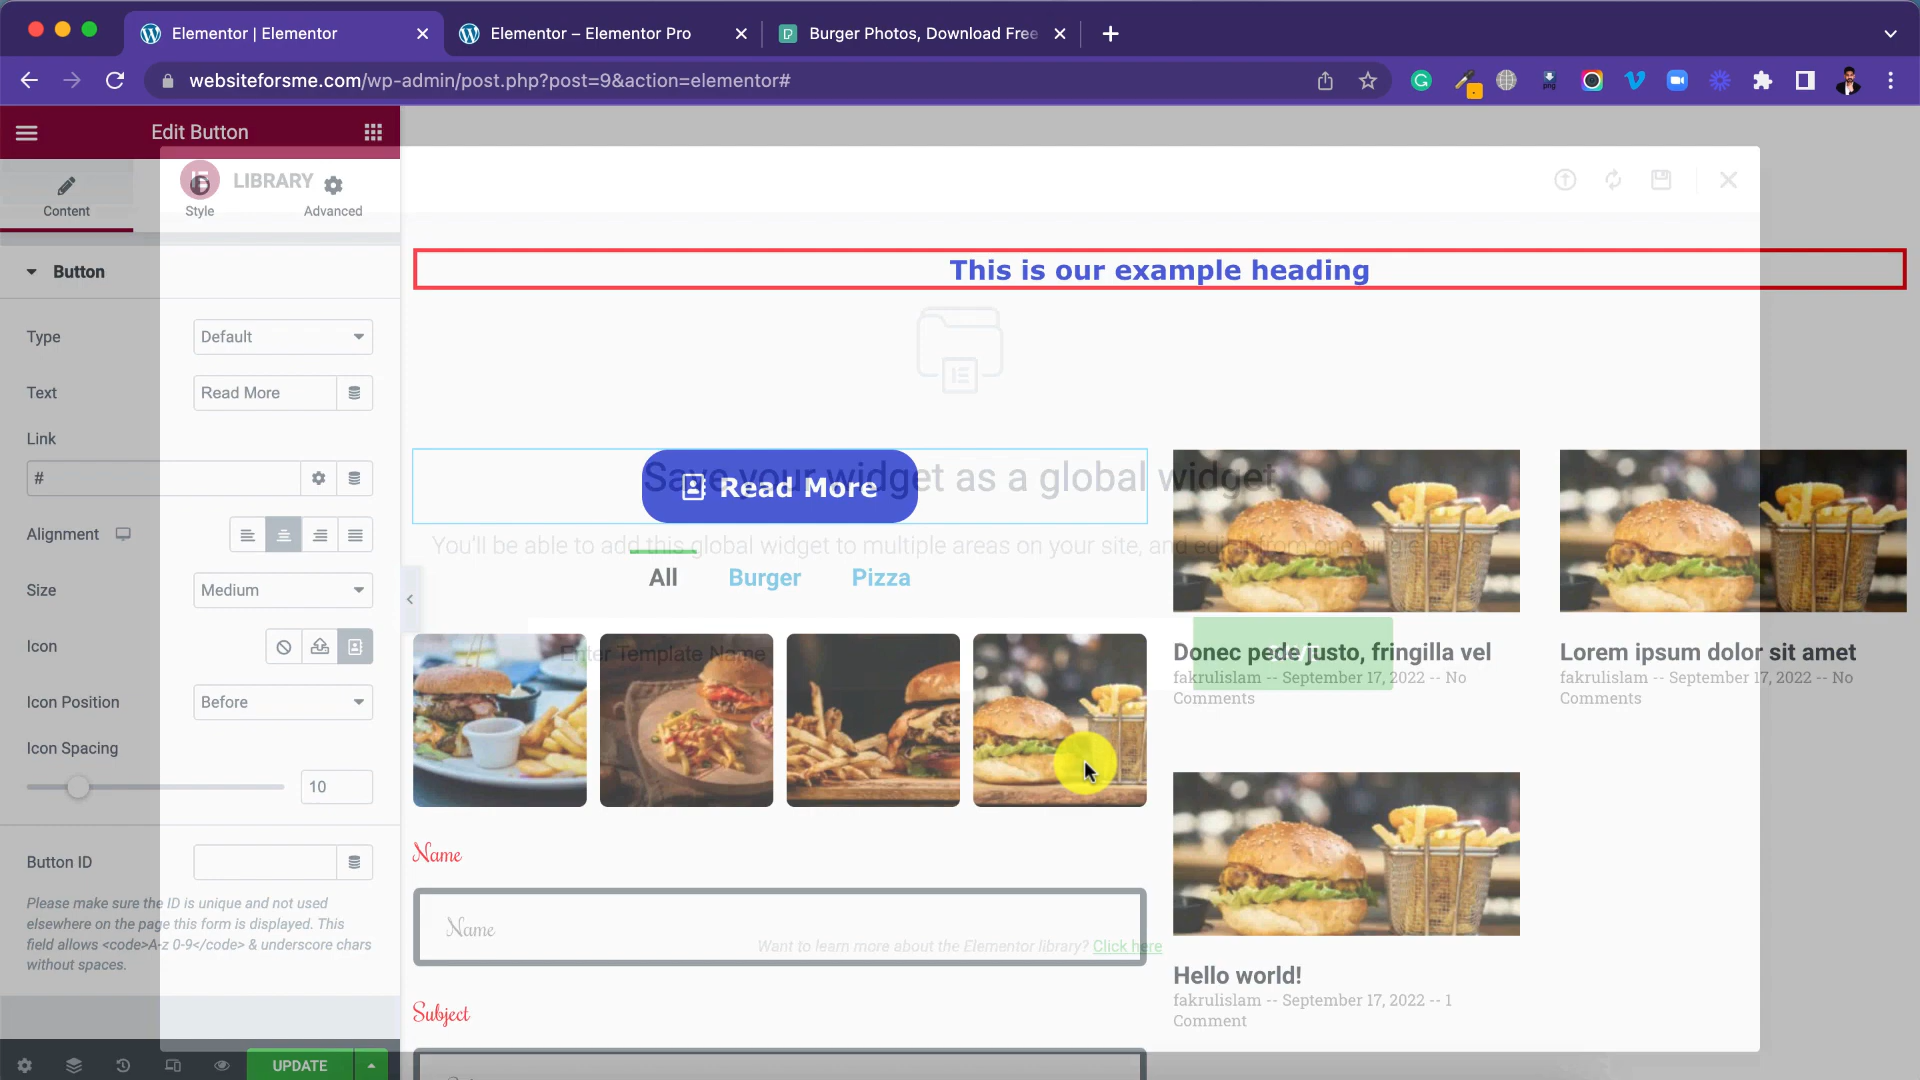 Elementor | Elementor
Elementor – Elementor Pro
Burger Photos, Download Free
websiteforsme.com/wp-admin/post.php?post=9&action=elementor#
Edit Button
LIBRARY
Content
Style
Advanced
Button
This is our example heading
Type
Default
Text
Read More
Link
#
Save your widget as a global widget
Read More
Alignment
You'll be able to add this global widget to multiple areas on your site, and edit it from one single place.
All
Burger
Pizza
Size
Medium
Icon
Enter Template Name
Donec pede justo, fringilla vel
fakrulislam -- September 17, 2022 -- No
Comments
Lorem ipsum dolor sit amet
fakrulislam -- September 17, 2022 -- No
Comments
Icon Position
Before
Icon Spacing
10
Name
Button ID
Please make sure the ID is unique and not used
elsewhere on the page this form is displayed. This
field allows <code>A-z 0-9</code> & underscore chars
without spaces.
Name
Want to learn more about the Elementor library? Click here
Hello world!
fakrulislam -- September 17, 2022 -- 1
Comment
Subject
UPDATE